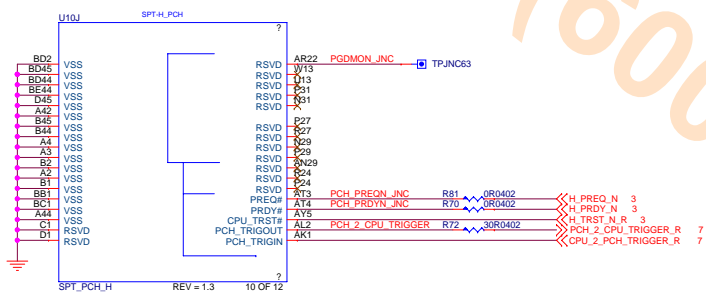 U10J SPT-H_PCH
?
BD2 VSS RSVD AR22 PGDMON_JNC TPJNC63
BD45 VSS RSVD W13
BD44 VSS RSVD U13
BE44 VSS RSVD P31
D45 VSS RSVD N31
A42 VSS
B45 VSS RSVD P27
B44 VSS RSVD R27
A4 VSS RSVD N29
A3 VSS RSVD P29
B2 VSS RSVD AN29
A2 VSS RSVD R24
B1 VSS RSVD P24
BB1 VSS PREQ# AT3 PCH_PREQN_JNC R81 0R0402 H_PREQ_N 3
BC1 VSS PRDY# AT4 PCH_PRDYN_JNC R70 0R0402 H_PRDY_N 3
A44 VSS CPU_TRST# AY5 H_TRST_N_R 3
C1 RSVD PCH_TRIGOUT AL2 PCH_2_CPU_TRIGGER R72 30R0402 PCH_2_CPU_TRIGGER_R 7
D1 RSVD PCH_TRIGIN AK1 CPU_2_PCH_TRIGGER_R 7
?
SPT_PCH_H REV = 1.3 10 OF 12
7600